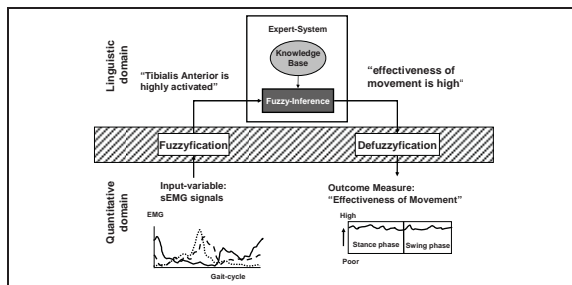 Expert-System
Knowledge
Base
Fuzzy-Inference
Linguistic
domain
“Tibialis Anterior is
highly activated”
“effectiveness of
movement is high“
Fuzzyfication
Defuzzyfication
Quantitative
domain
Input-variable:
sEMG signals
EMG
Gait-cycle
Outcome Measure:
“Effectiveness of Movement”
High
Stance phase
Swing phase
Poor